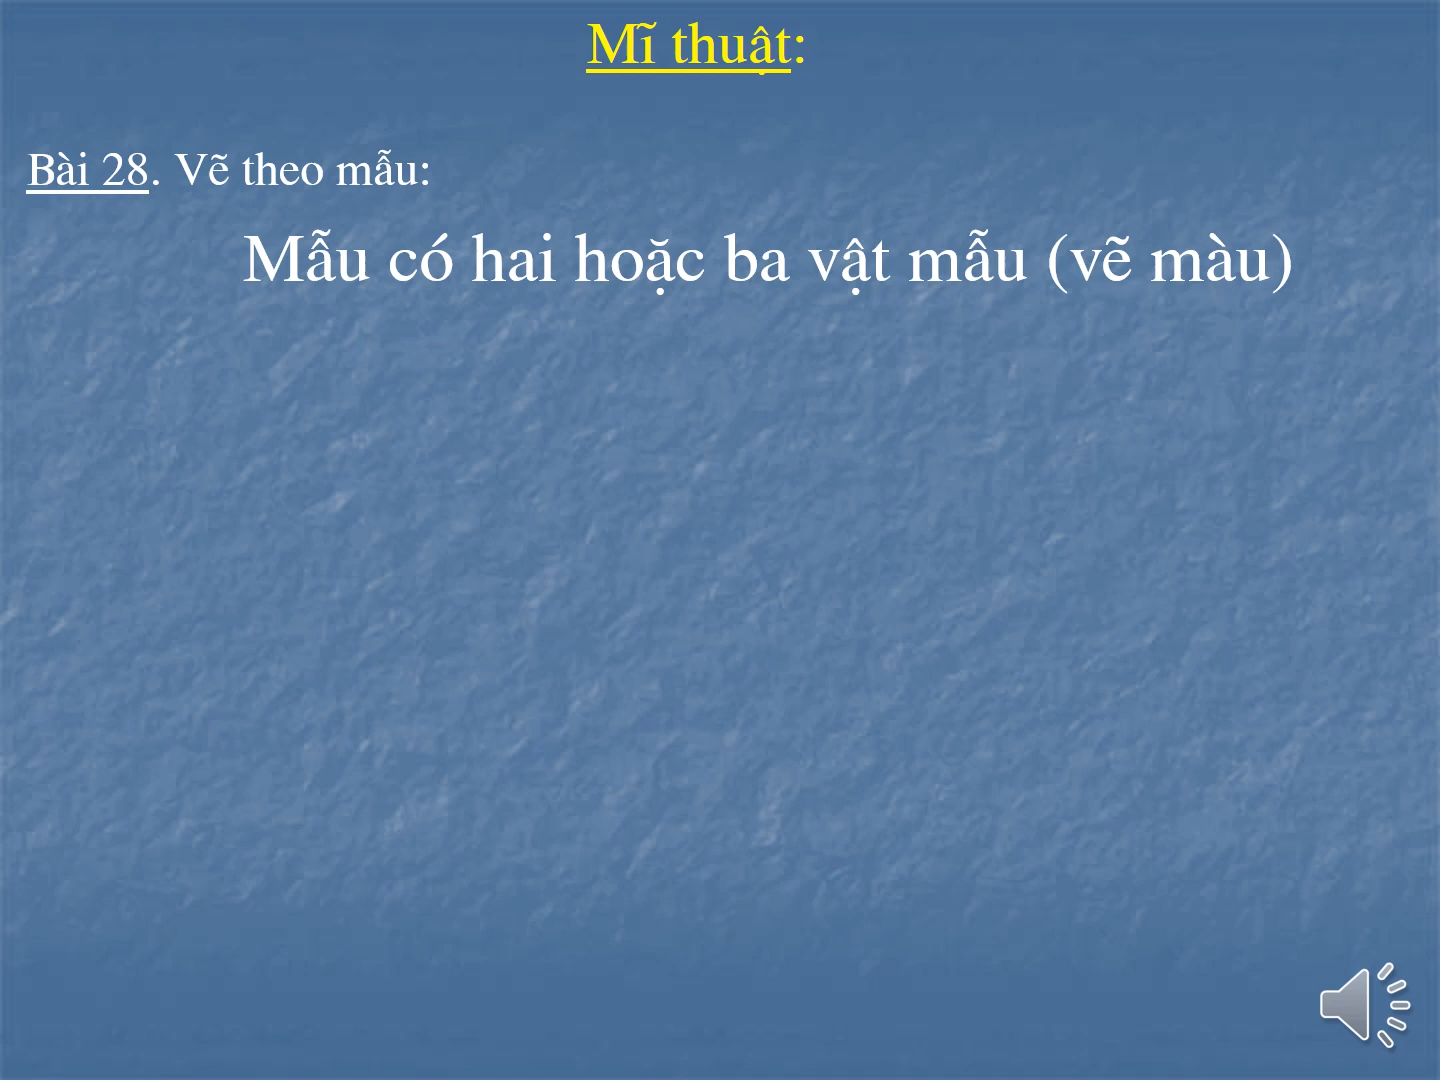 Mĩ thuật:
Bài 28. Vẽ theo mẫu:
Mẫu có hai hoặc ba vật mẫu (vẽ màu)